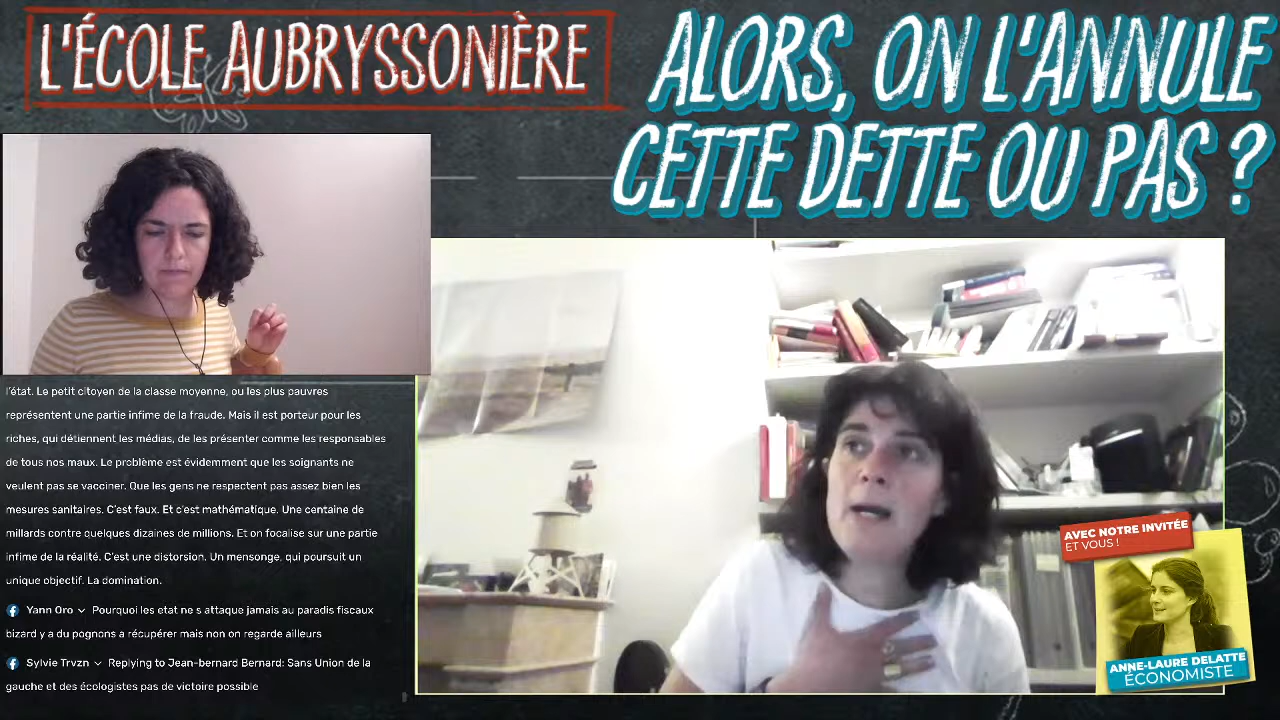 L'ÉCOLE AUBRYSSONIÈRE
ALORS, ON L'ANNULE
CETTE DETTE OU PAS ?
l'état. Le petit citoyen de la classe moyenne, ou les plus pauvres
représentent une partie infime de la fraude. Mais il est porteur pour les
riches, qui détiennent les médias, de les présenter comme les responsables
de tous nos maux. Le problème est évidemment que les soignants ne
veulent pas se vacciner. Que les gens ne respectent pas assez bien les
mesures sanitaires. C'est faux. Et c'est mathématique. Une centaine de
millards contre quelques dizaines de millions. Et on focalise sur une partie
infime de la réalité. C'est une distorsion. Un mensonge, qui poursuit un
unique objectif. La domination.
Yann Oro Pourquoi les etat ne s attaque jamais au paradis fiscaux
bizard y a du pognons a récupérer mais non on regarde ailleurs
Sylvie Trvzn Replying to Jean-bernard Bernard: Sans Union de la
gauche et des écologistes pas de victoire possible
AVEC NOTRE INVITÉE
ET VOUS !
ANNE-LAURE DELATTE
ÉCONOMISTE